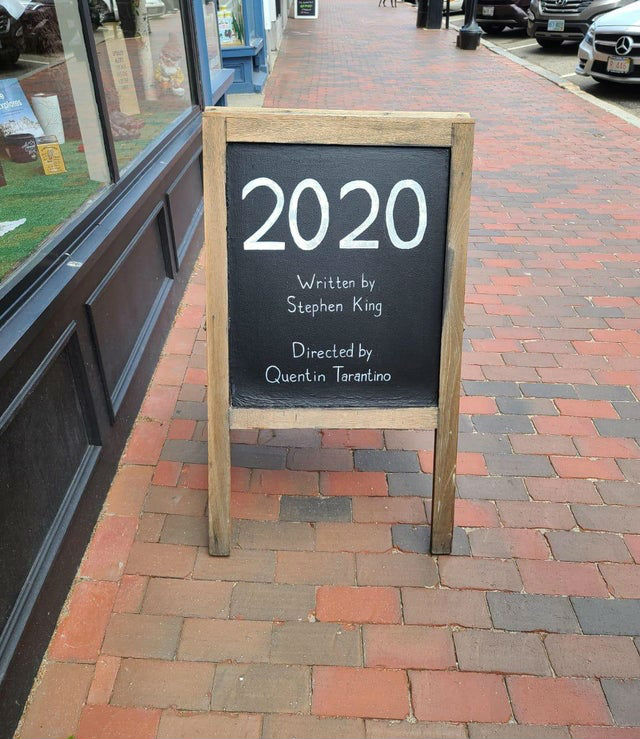 2020
Written by
Stephen King
Directed by
Quentin Tarantino